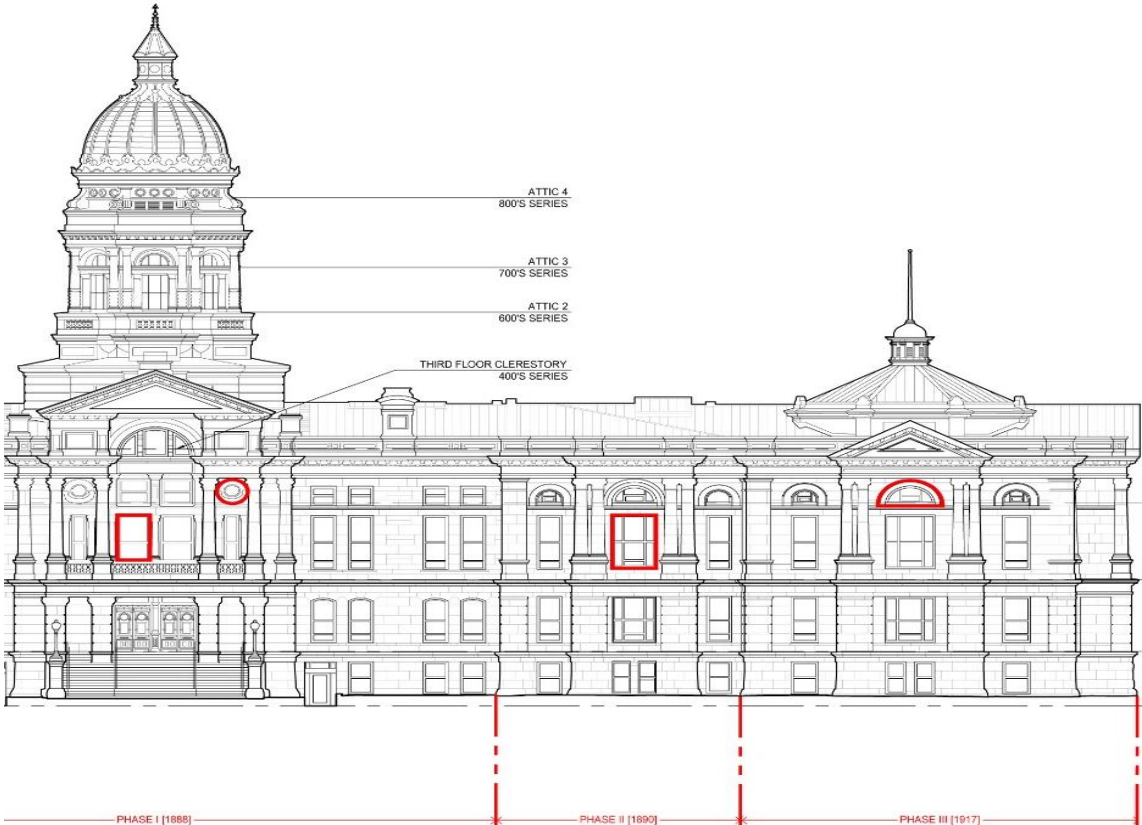 ATTIC 4
800'S SERIES
ATTIC 3
700'S SERIES
ATTIC 2
600'S SERIES
THIRD FLOOR CLERESTORY
400'S SERIES
PHASE I [1888]
PHASE II [1890]
PHASE III [1917]